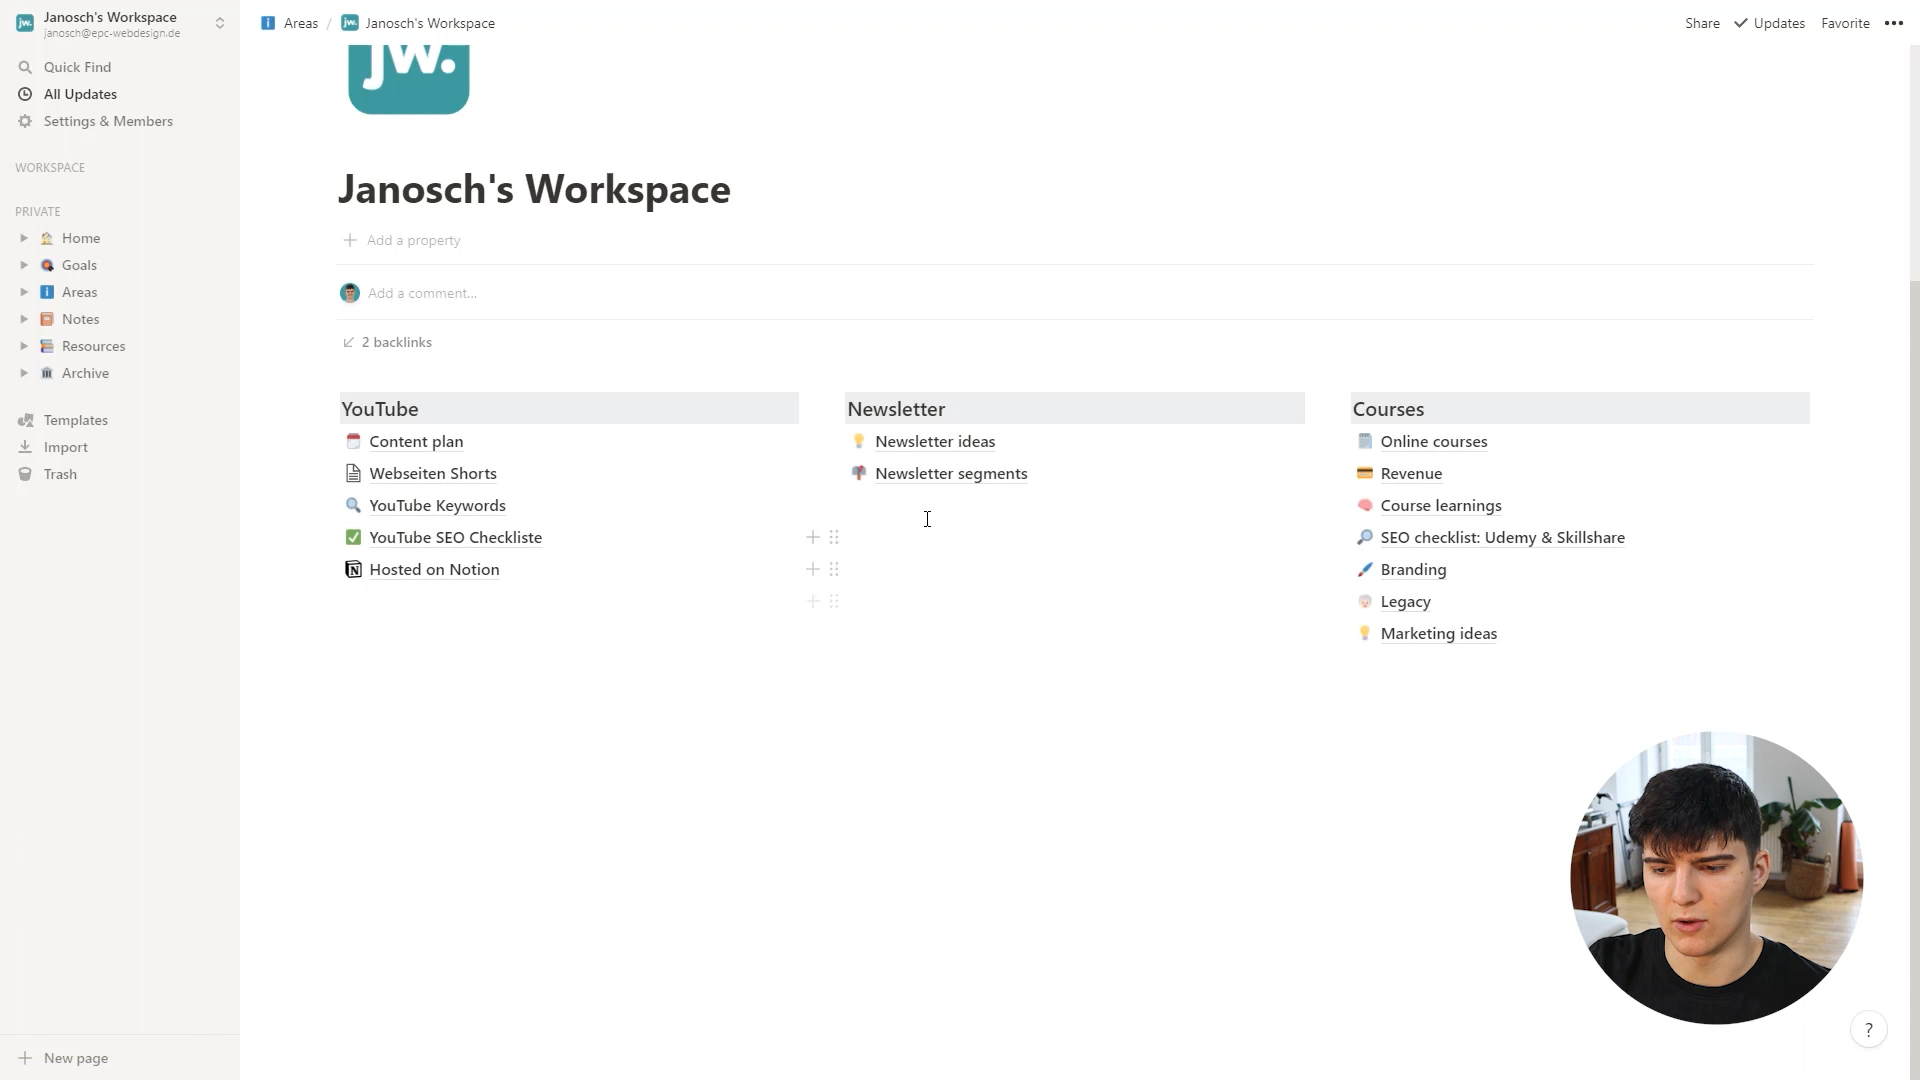 Janosch's Workspace
janosch@epc-webdesign.de
Quick Find
All Updates
Settings & Members
WORKSPACE
PRIVATE
Home
Goals
Areas
Notes
Resources
Archive
Templates
Import
Trash
New page
Areas / jw. Janosch's Workspace
Share Updates Favorite
jw.
Janosch's Workspace
Add a property
Add a comment...
2 backlinks
YouTube
Content plan
Webseiten Shorts
YouTube Keywords
YouTube SEO Checkliste
Hosted on Notion
Newsletter
Newsletter ideas
Newsletter segments
Courses
Online courses
Revenue
Course learnings
SEO checklist: Udemy & Skillshare
Branding
Legacy
Marketing ideas
?